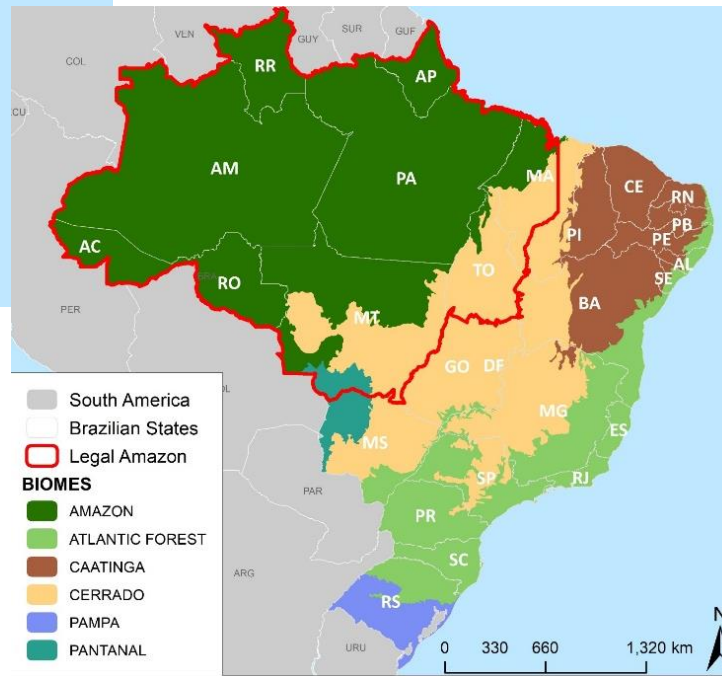 VEN
GUY
SUR
GUF
COL
RR
AP
ECU
AM
PA
MA
CE
RN
PI
PB
PE
AC
AL
TO
SE
RO
BA
PER
MT
GO
DF
MG
ES
MS
SP
RJ
PAR
PR
SC
ARG
RS
URU
South America
Brazilian States
Legal Amazon
BIOMES
AMAZON
ATLANTIC FOREST
CAATINGA
CERRADO
PAMPA
PANTANAL
N
0 330 660 1,320 km